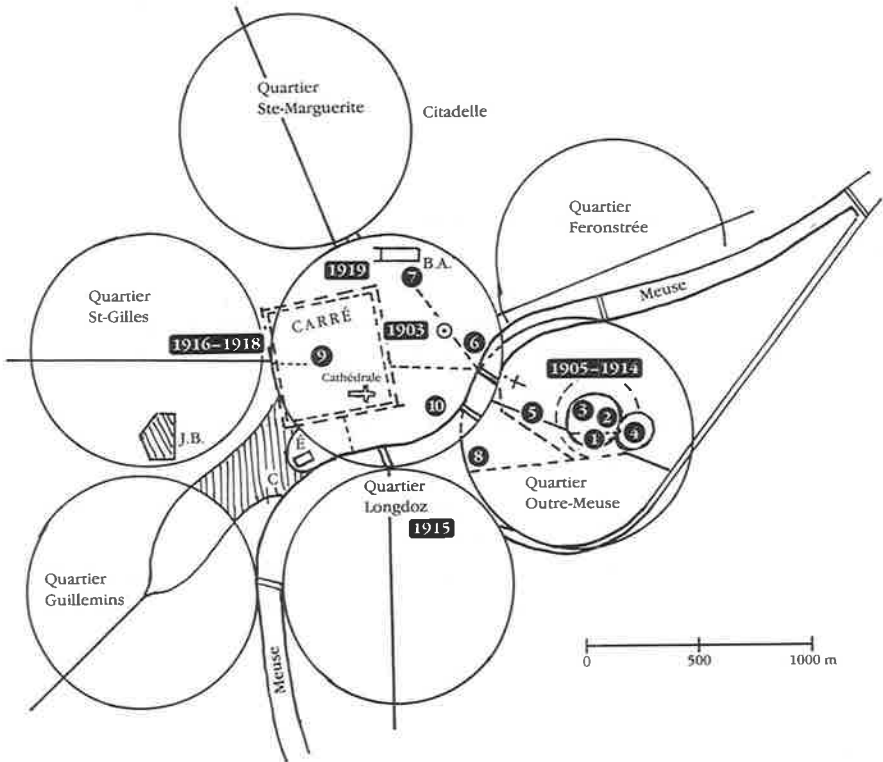 Quartier
Ste-Marguerite
Citadelle
Quartier
Feronstrée
1919
B.A.
7
Quartier
St-Gilles
Meuse
CARRÉ
1903
1916–1918
6
9
1905–1914
Cathédrale
3
2
10
5
4
1
J.B.
É
8
C
Quartier
Longdoz
Quartier
Outre-Meuse
1915
Quartier
Guillemins
Meuse
0
500
1000 m